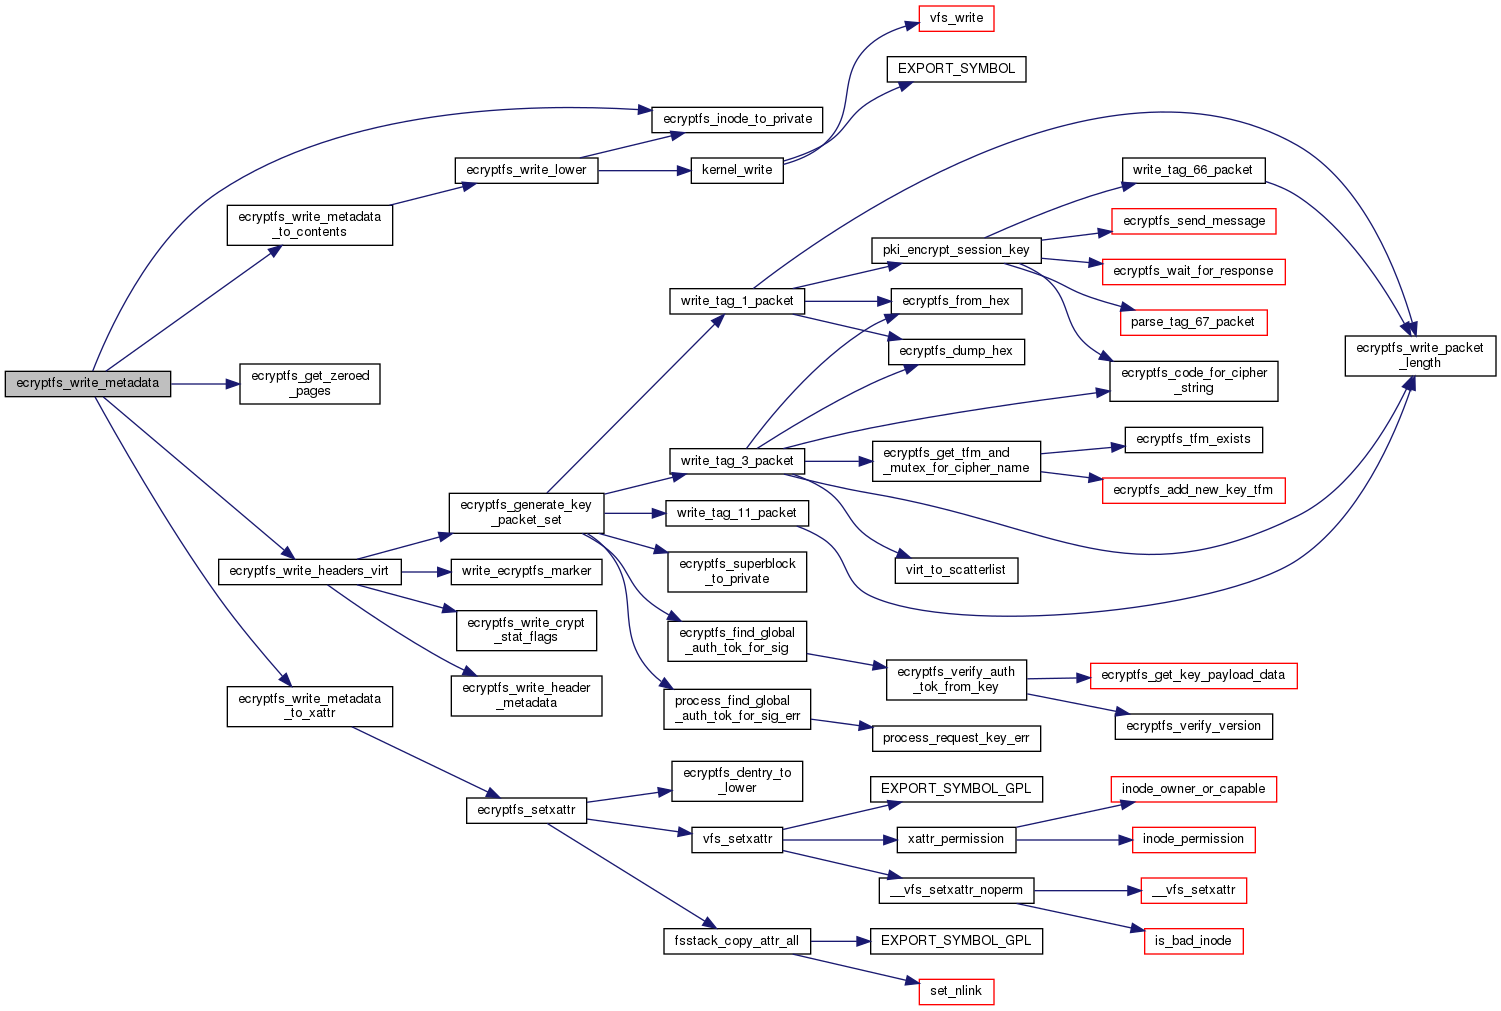 vfs_write
EXPORT_SYMBOL
ecryptfs_inode_to_private
ecryptfs_write_lower
kernel_write
write_tag_66_packet
ecryptfs_write_metadata
_to_contents
ecryptfs_send_message
pki_encrypt_session_key
ecryptfs_wait_for_response
write_tag_1_packet
ecryptfs_from_hex
parse_tag_67_packet
ecryptfs_dump_hex
ecryptfs_write_packet
_length
ecryptfs_write_metadata
ecryptfs_get_zeroed
_pages
ecryptfs_code_for_cipher
_string
ecryptfs_tfm_exists
write_tag_3_packet
ecryptfs_get_tfm_and
_mutex_for_cipher_name
ecryptfs_add_new_key_tfm
ecryptfs_generate_key
_packet_set
write_tag_11_packet
ecryptfs_write_headers_virt
write_ecryptfs_marker
ecryptfs_superblock
_to_private
virt_to_scatterlist
ecryptfs_write_crypt
_stat_flags
ecryptfs_find_global
_auth_tok_for_sig
ecryptfs_verify_auth
_tok_from_key
ecryptfs_get_key_payload_data
ecryptfs_write_header
_metadata
ecryptfs_write_metadata
_to_xattr
process_find_global
_auth_tok_for_sig_err
ecryptfs_verify_version
process_request_key_err
ecryptfs_dentry_to
_lower
EXPORT_SYMBOL_GPL
inode_owner_or_capable
ecryptfs_setxattr
vfs_setxattr
xattr_permission
inode_permission
__vfs_setxattr_noperm
__vfs_setxattr
fsstack_copy_attr_all
EXPORT_SYMBOL_GPL
is_bad_inode
set_nlink